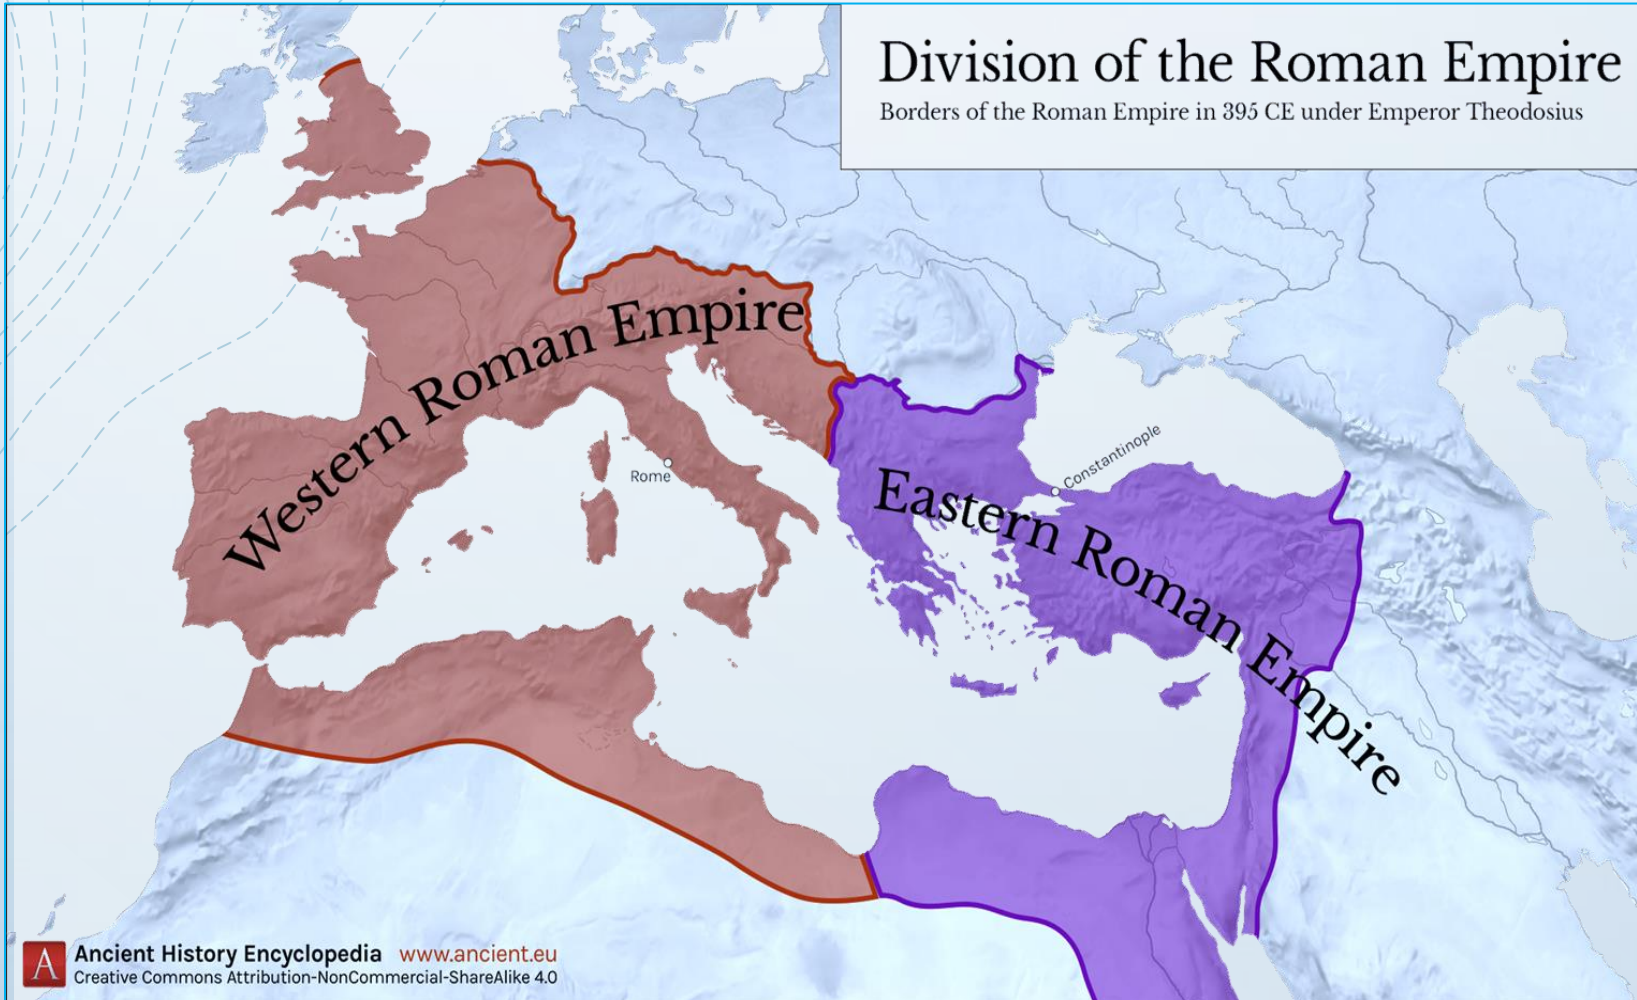 Division of the Roman Empire
Borders of the Roman Empire in 395 CE under Emperor Theodosius
Western Roman Empire
Rome
Constantinople
Eastern Roman Empire
A
Ancient History Encyclopedia www.ancient.eu
Creative Commons Attribution-NonCommercial-ShareAlike 4.0